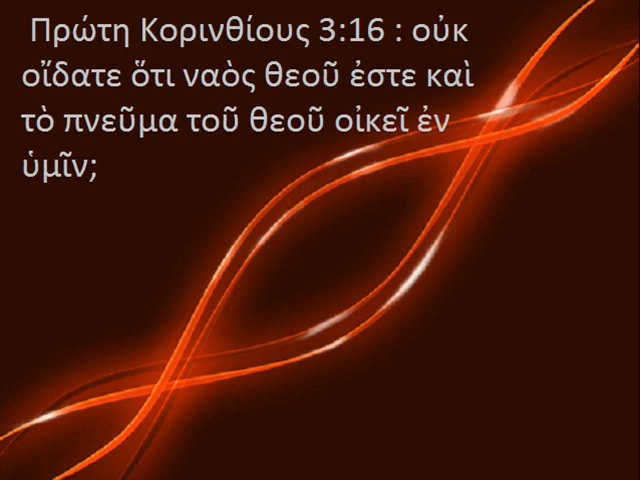 Πρώτη Κορινθίους 3:16 : οὐκ
οἴδατε ὅτι ναὸς θεοῦ ἐστε καὶ
τὸ πνεῦμα τοῦ θεοῦ οἰκεῖ ἐν
ὑμῖν;